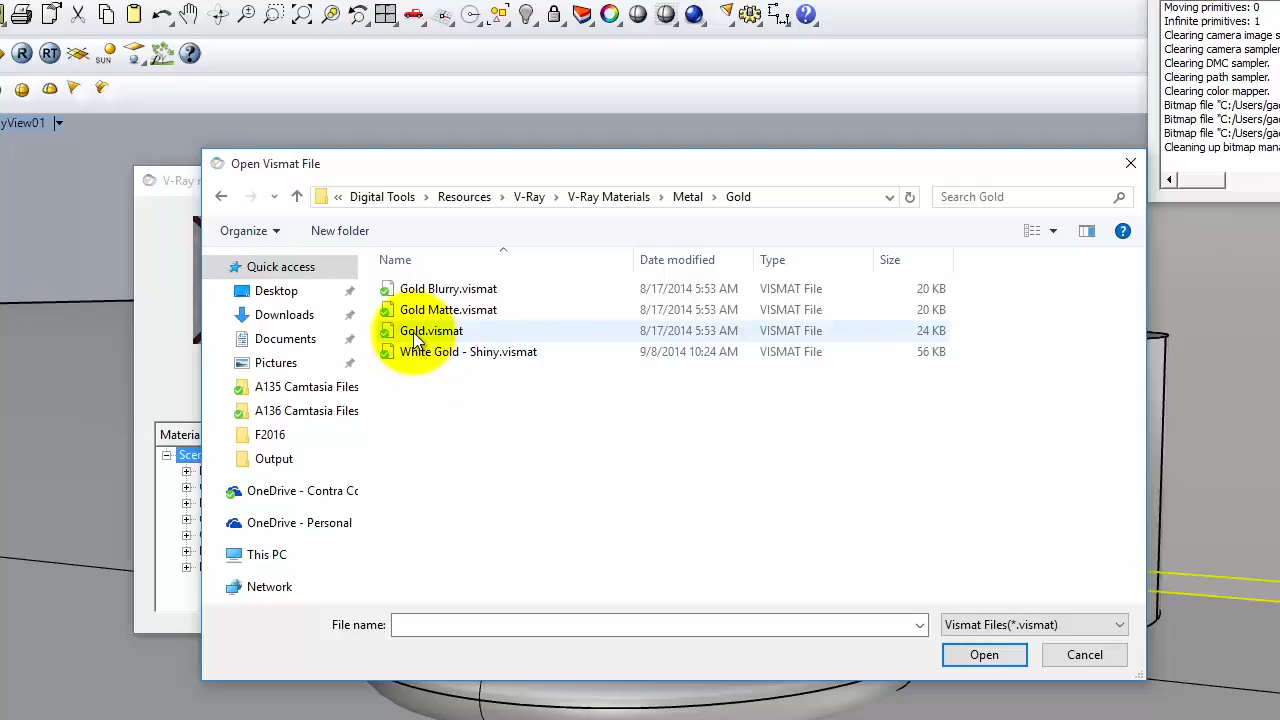 Moving primitives: 0
Infinite primitives: 1
Clearing camera image s
Clearing camera sample
Clearing DMC sampler.
Clearing path sampler.
Clearing color mapper.
Bitmap file "C:/Users/ga
Bitmap file "C:/Users/ga
Bitmap file "C:/Users/ga
Cleaning up bitmap man
R RT SUN
yView01
V-Ray
Open Vismat File
« Digital Tools > Resources > V-Ray > V-Ray Materials > Metal > Gold
Search Gold
Organize New folder
Name Date modified Type Size
Quick access
Desktop
Downloads
Documents
Pictures
A135 Camtasia Files
A136 Camtasia Files
F2016
Output
OneDrive - Contra Cc
OneDrive - Personal
This PC
Network
Gold Blurry.vismat 8/17/2014 5:53 AM VISMAT File 20 KB
Gold Matte.vismat 8/17/2014 5:53 AM VISMAT File 20 KB
Gold.vismat 8/17/2014 5:53 AM VISMAT File 24 KB
White Gold - Shiny.vismat 9/8/2014 10:24 AM VISMAT File 56 KB
Materia
Scer
File name:
Vismat Files(*.vismat)
Open Cancel